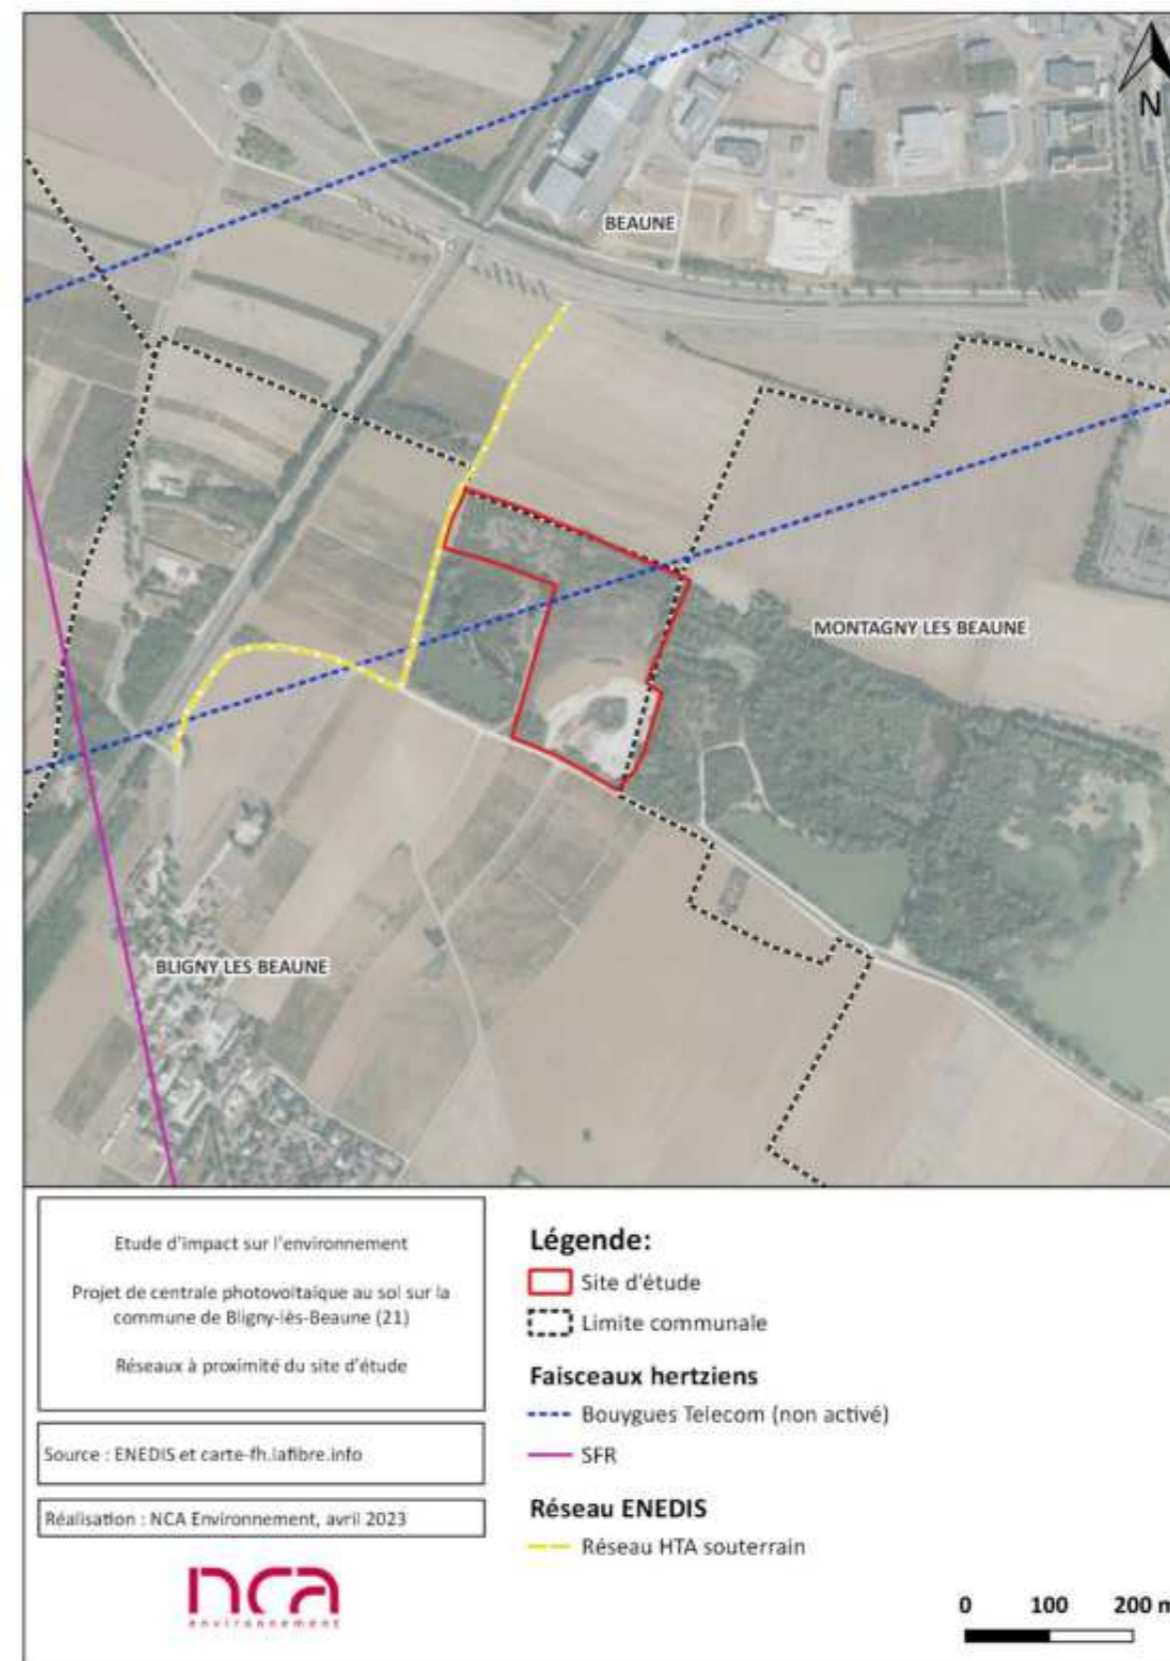 N
BEAUNE
MONTAGNY LES BEAUNE
BLIGNY LES BEAUNE
Etude d'impact sur l'environnement
Projet de centrale photovoltaïque au sol sur la
commune de Bligny-lès-Beaune (21)
Réseaux à proximité du site d'étude
Source : ENEDIS et carte-fh.lafibre.info
Réalisation : NCA Environnement, avril 2023
nca
environnement
Légende:
Site d'étude
Limite communale
Faisceaux hertziens
Bouygues Telecom (non activé)
SFR
Réseau ENEDIS
Réseau HTA souterrain
0 100 200 m